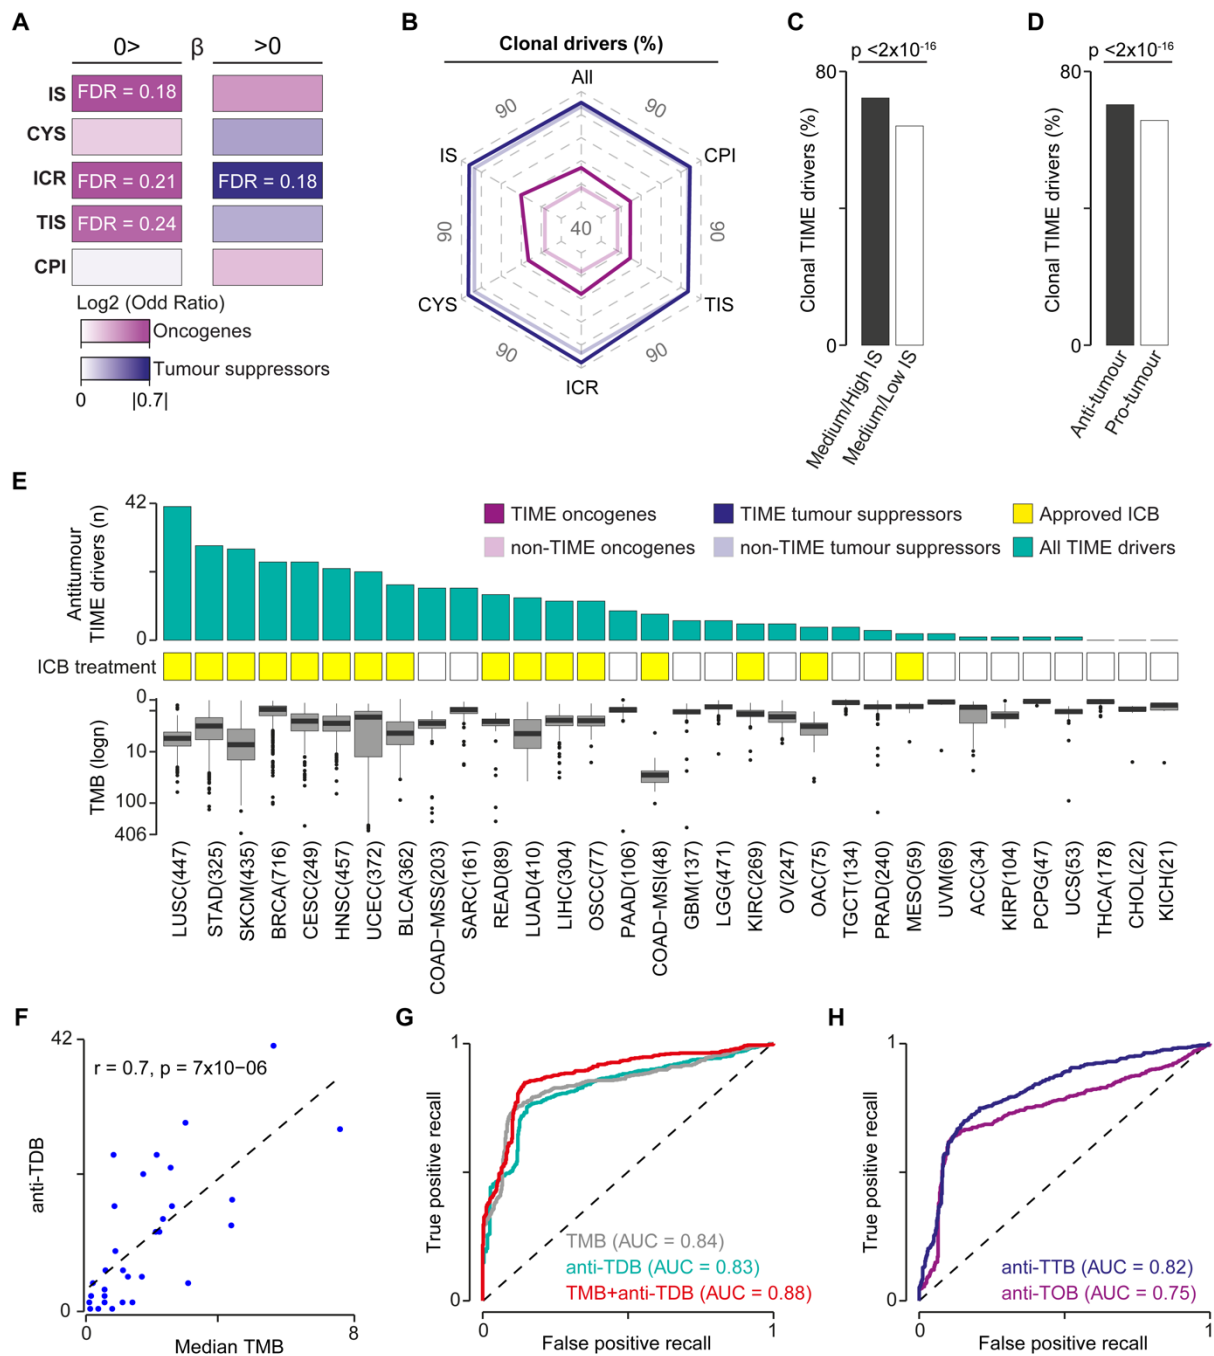 A
0> β >0
IS
FDR = 0.18
CYS
ICR
FDR = 0.21
FDR = 0.18
TIS
FDR = 0.24
CPI
Log2 (Odd Ratio)
Oncogenes
Tumour suppressors
0 |0.7|
B
Clonal drivers (%)
All
90 90
IS CPI
90 40 90
CYS TIS
90 90
ICR
C
p <2x10-16
80
Clonal TIME drivers (%)
0
Medium/High IS
Medium/Low IS
D
p <2x10-16
80
Clonal TIME drivers (%)
0
Anti-tumour
Pro-tumour
E
42
Antitumour
TIME drivers (n)
0
TIME oncogenes
non-TIME oncogenes
TIME tumour suppressors
non-TIME tumour suppressors
Approved ICB
All TIME drivers
ICB treatment
0
10
100
406
TMB (logn)
LUSC(447)
STAD(325)
SKCM(435)
BRCA(716)
CESC(249)
HNSC(457)
UCEC(372)
BLCA(362)
COAD−MSS(203)
SARC(161)
READ(89)
LUAD(410)
LIHC(304)
OSCC(77)
PAAD(106)
COAD−MSI(48)
GBM(137)
LGG(471)
KIRC(269)
OV(247)
OAC(75)
TGCT(134)
PRAD(240)
MESO(59)
UVM(69)
ACC(34)
KIRP(104)
PCPG(47)
UCS(53)
THCA(178)
CHOL(22)
KICH(21)
F
42
r = 0.7, p = 7x10−06
anti-TDB
0
0 8
Median TMB
G
1
True positive recall
TMB (AUC = 0.84)
anti-TDB (AUC = 0.83)
TMB+anti-TDB (AUC = 0.88)
0
0 1
False positive recall
H
1
True positive recall
anti-TTB (AUC = 0.82)
anti-TOB (AUC = 0.75)
0
0 1
False positive recall